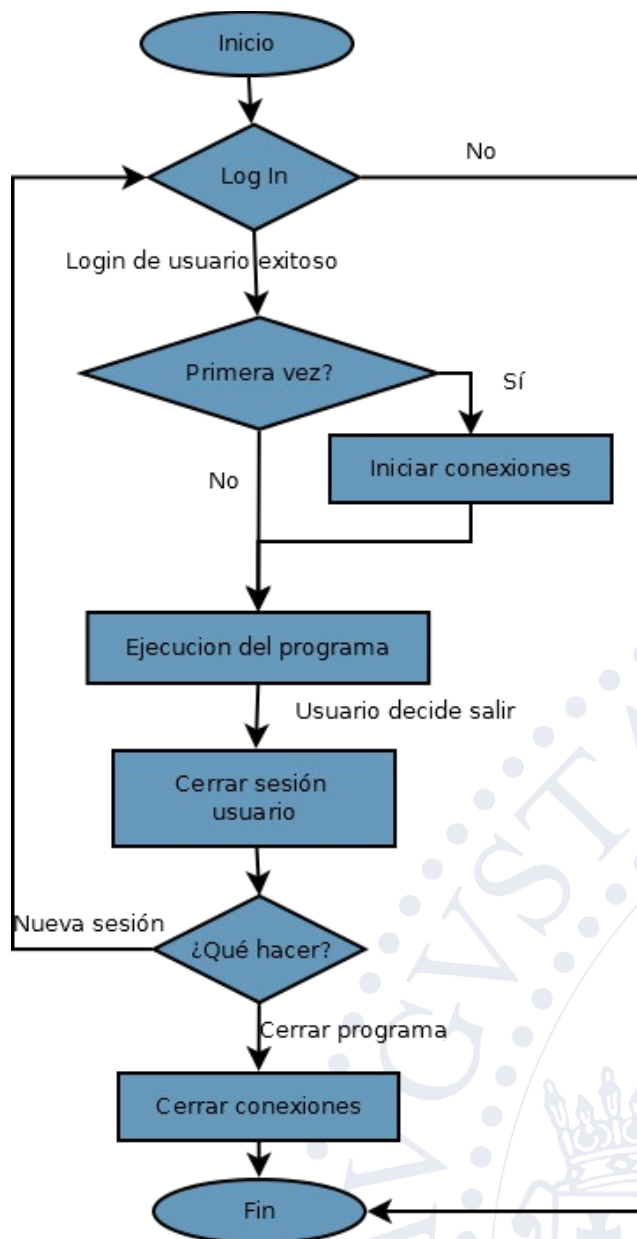 Inicio
No
Log In
Login de usuario exitoso
Primera vez?
Sí
Iniciar conexiones
No
Ejecucion del programa
Usuario decide salir
Cerrar sesión
usuario
Nueva sesión
¿Qué hacer?
Cerrar programa
Cerrar conexiones
Fin
AVGVSTA